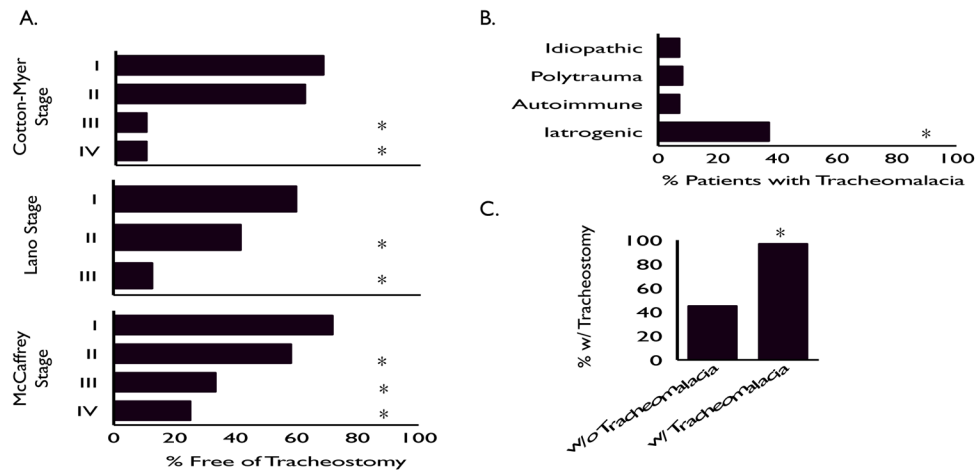 A.
Cotton-Myer
Stage
I
II
III
*
IV
*
Lano Stage
I
II
*
III
*
McCaffrey
Stage
I
II
*
III
*
IV
*
0 20 40 60 80 100
% Free of Tracheostomy
B.
Idiopathic
Polytrauma
Autoimmune
Iatrogenic
*
0 20 40 60 80 100
% Patients with Tracheomalacia
C.
% w/ Tracheostomy
100
80
60
40
20
0
*
w/o Tracheomalacia
w/ Tracheomalacia